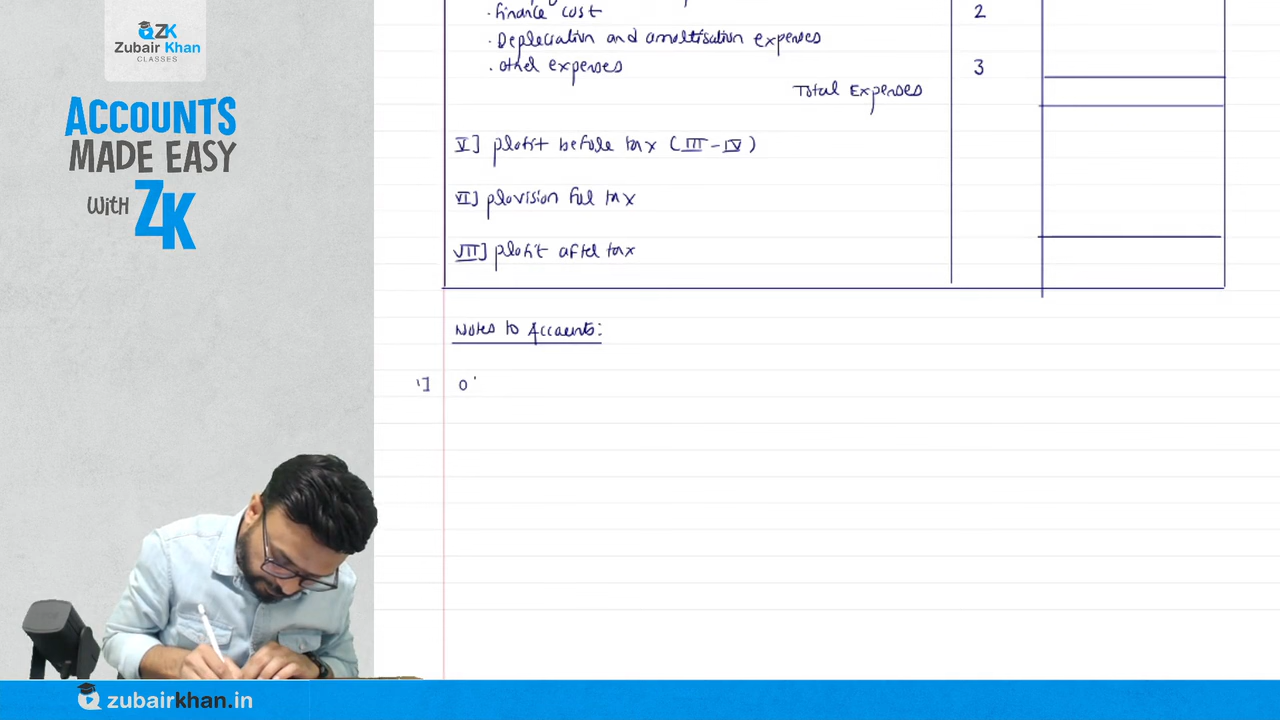 ZK
Zubair Khan
CLASSES
ACCOUNTS
MADE EASY
with ZK
· finance cost 2
· Depreciation and amortisation expenses
· other expenses 3
Total Expenses
V] profit before tax (III - IV)
VI] provision for tax
VII] profit after tax
Notes to Accounts:
1] o
zubairkhan.in